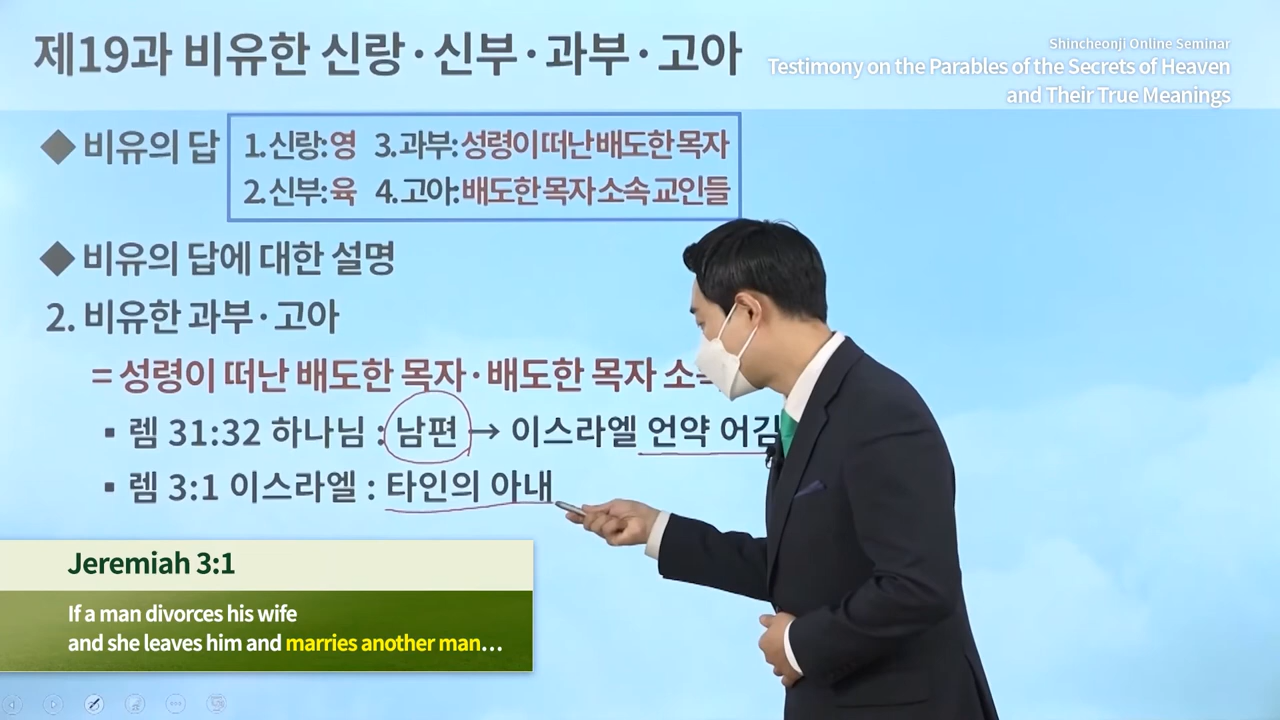 제19과 비유한 신랑·신부·과부·고아
Shincheonji Online Seminar
Testimony on the Parables of the Secrets of Heaven
and Their True Meanings
◆ 비유의 답
1. 신랑: 영 3. 과부: 성령이 떠난 배도한 목자
2. 신부: 육 4. 고아: 배도한 목자 소속 교인들
◆ 비유의 답에 대한 설명
2. 비유한 과부·고아
= 성령이 떠난 배도한 목자·배도한 목자 소속
▪ 렘 31:32 하나님 : 남편 → 이스라엘 언약 어김
▪ 렘 3:1 이스라엘 : 타인의 아내
Jeremiah 3:1
If a man divorces his wife
and she leaves him and marries another man…